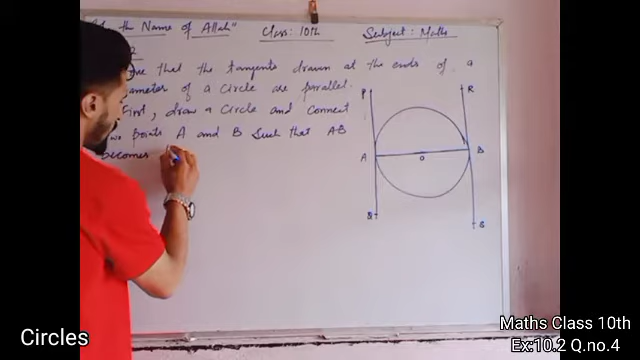 the Name of Allah"
Class: 10th
Subject: Maths
2
that the tangents drawn at the ends of a
diameter of a Circle are parallel.
First, draw a Circle and Connect
two points A and B Such that AB
becomes
P
R
A
O
B
Q
S
Circles
Maths Class 10th
Ex:10.2 Q.no.4